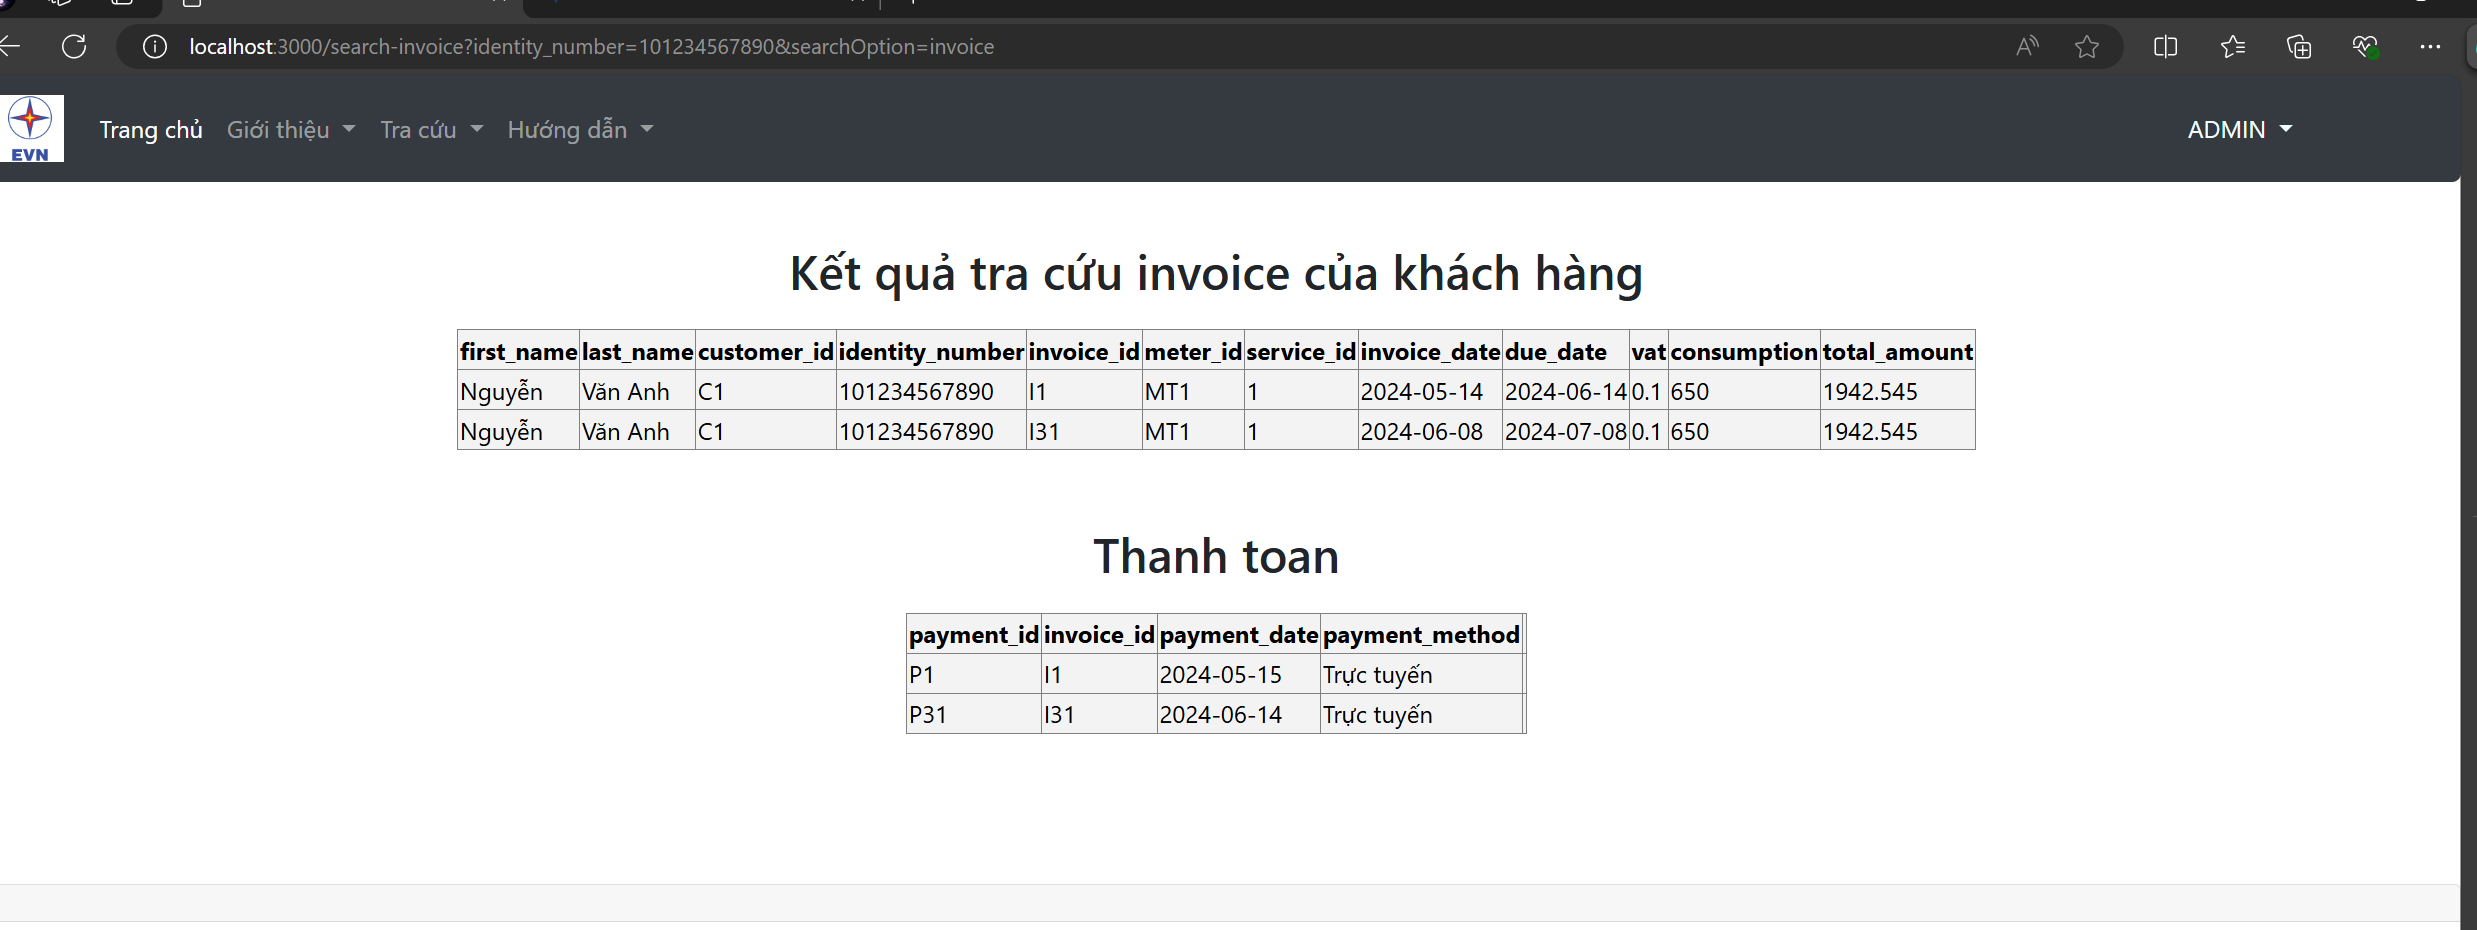 localhost:3000/search-invoice?identity_number=101234567890&searchOption=invoice
EVN Trang chủ Giới thiệu Tra cứu Hướng dẫn ADMIN
Kết quả tra cứu invoice của khách hàng
first_name last_name customer_id identity_number invoice_id meter_id service_id invoice_date due_date vat consumption total_amount
Nguyễn Văn Anh C1 101234567890 I1 MT1 1 2024-05-14 2024-06-14 0.1 650 1942.545
Nguyễn Văn Anh C1 101234567890 I31 MT1 1 2024-06-08 2024-07-08 0.1 650 1942.545
Thanh toan
payment_id invoice_id payment_date payment_method
P1 I1 2024-05-15 Trực tuyến
P31 I31 2024-06-14 Trực tuyến